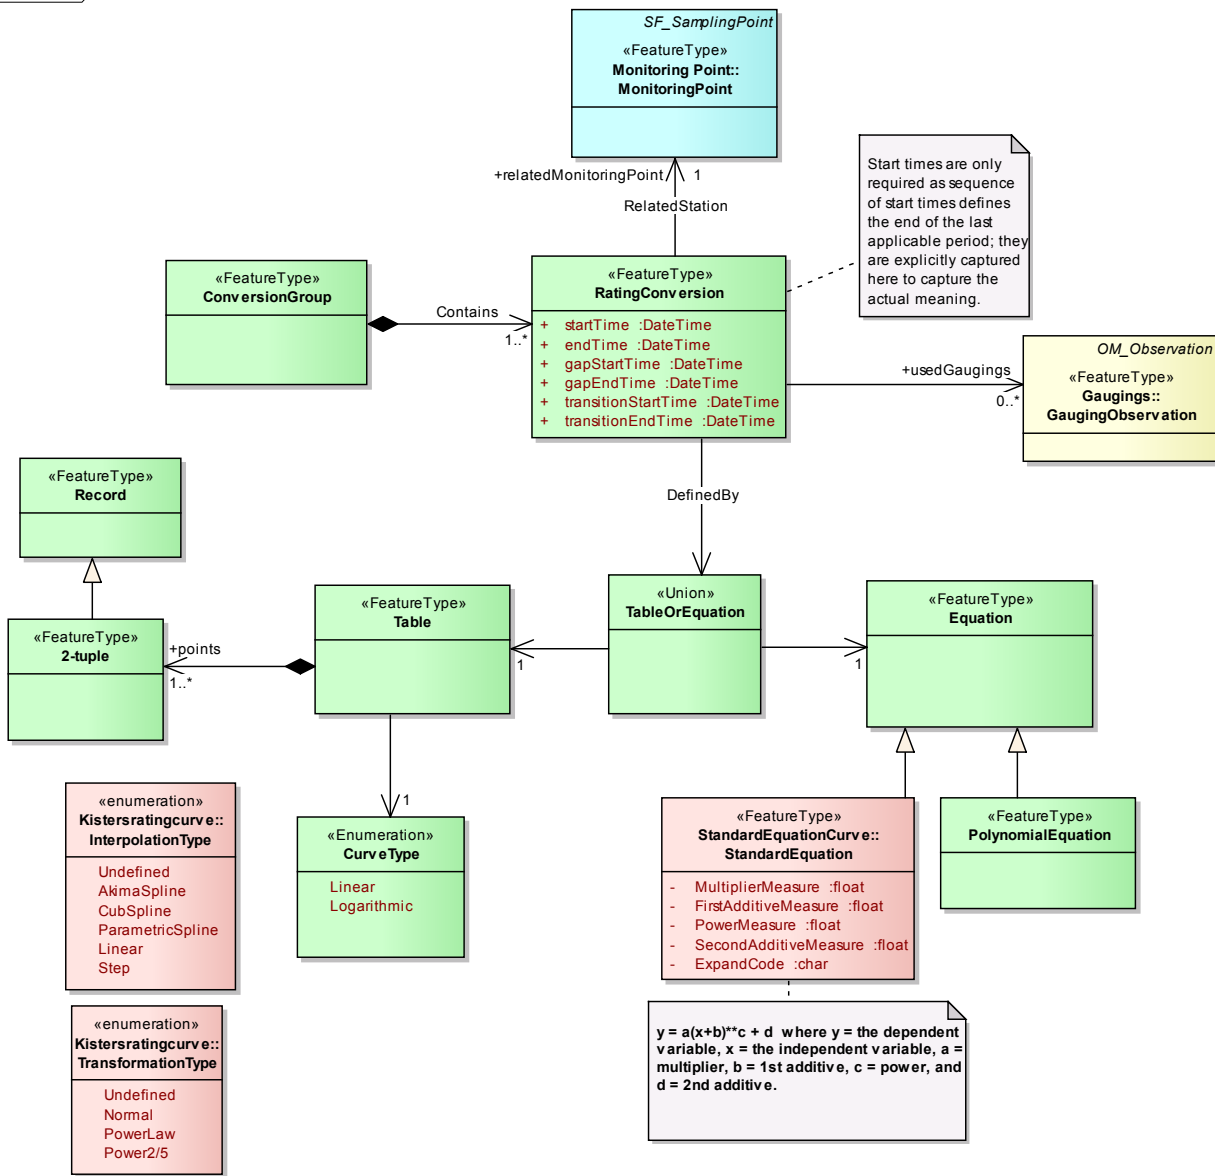 SF_SamplingPoint
«FeatureType»
Monitoring Point::
MonitoringPoint
+relatedMonitoringPoint
1
RelatedStation
Start times are only
required as sequence
of start times defines
the end of the last
applicable period; they
are explicitly captured
here to capture the
actual meaning.
«FeatureType»
ConversionGroup
Contains
1..*
«FeatureType»
RatingConversion
+ startTime :DateTime
+ endTime :DateTime
+ gapStartTime :DateTime
+ gapEndTime :DateTime
+ transitionStartTime :DateTime
+ transitionEndTime :DateTime
+usedGaugings
0..*
OM_Observation
«FeatureType»
Gaugings::
GaugingObservation
DefinedBy
«FeatureType»
Record
«FeatureType»
2-tuple
+points
1..*
«FeatureType»
Table
1
«Union»
TableOrEquation
1
«FeatureType»
Equation
1
«enumeration»
Kistersratingcurve::
InterpolationType
Undefined
AkimaSpline
CubSpline
ParametricSpline
Linear
Step
«Enumeration»
CurveType
Linear
Logarithmic
«FeatureType»
StandardEquationCurve::
StandardEquation
- MultiplierMeasure :float
- FirstAdditiveMeasure :float
- PowerMeasure :float
- SecondAdditiveMeasure :float
- ExpandCode :char
«FeatureType»
PolynomialEquation
«enumeration»
Kistersratingcurve::
TransformationType
Undefined
Normal
PowerLaw
Power2/5
y = a(x+b)**c + d where y = the dependent
variable, x = the independent variable, a =
multiplier, b = 1st additive, c = power, and
d = 2nd additive.